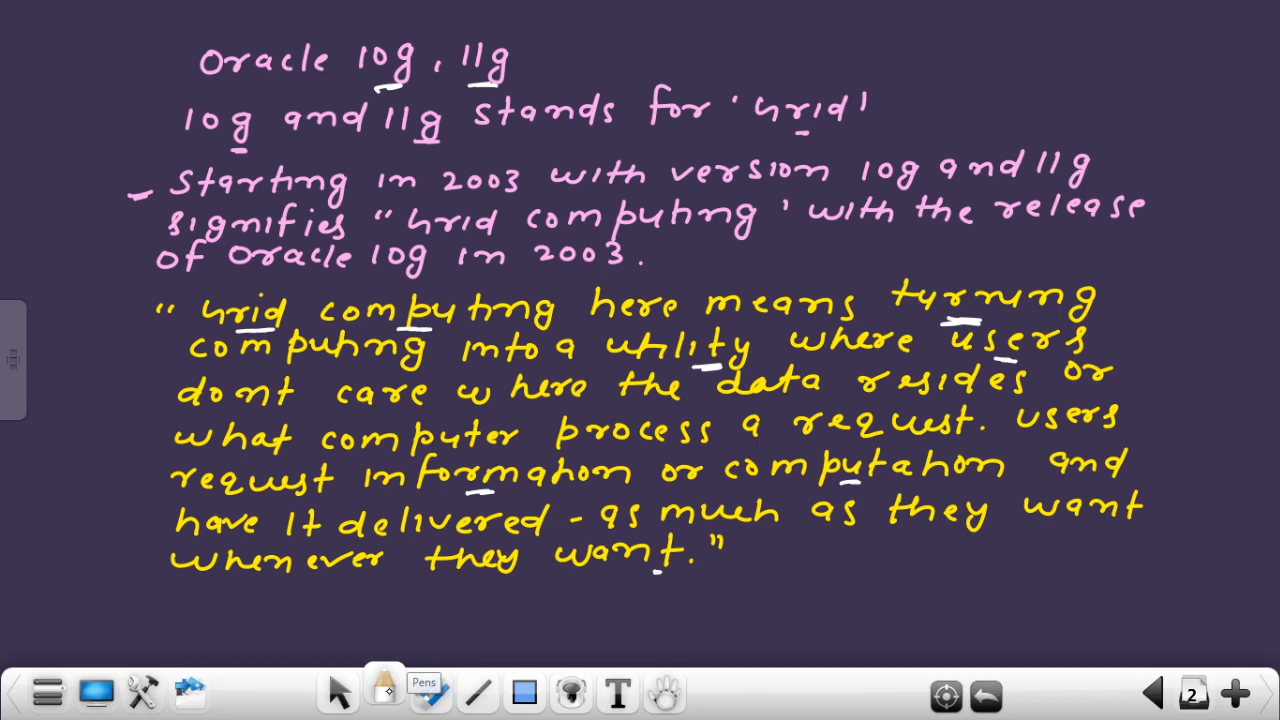 Oracle 10g, 11g
10g and 11g stands for 'Grid'
- Starting in 2003 with version 10g and 11g
signifies "Grid computing' with the release
of Oracle 10g in 2003.
"Grid computing here means turning
computing into a utility where users
dont care where the data resides or
what computer process a request. users
request information or computation and
have it delivered - as much as they want
whenever they want."
Pens
2